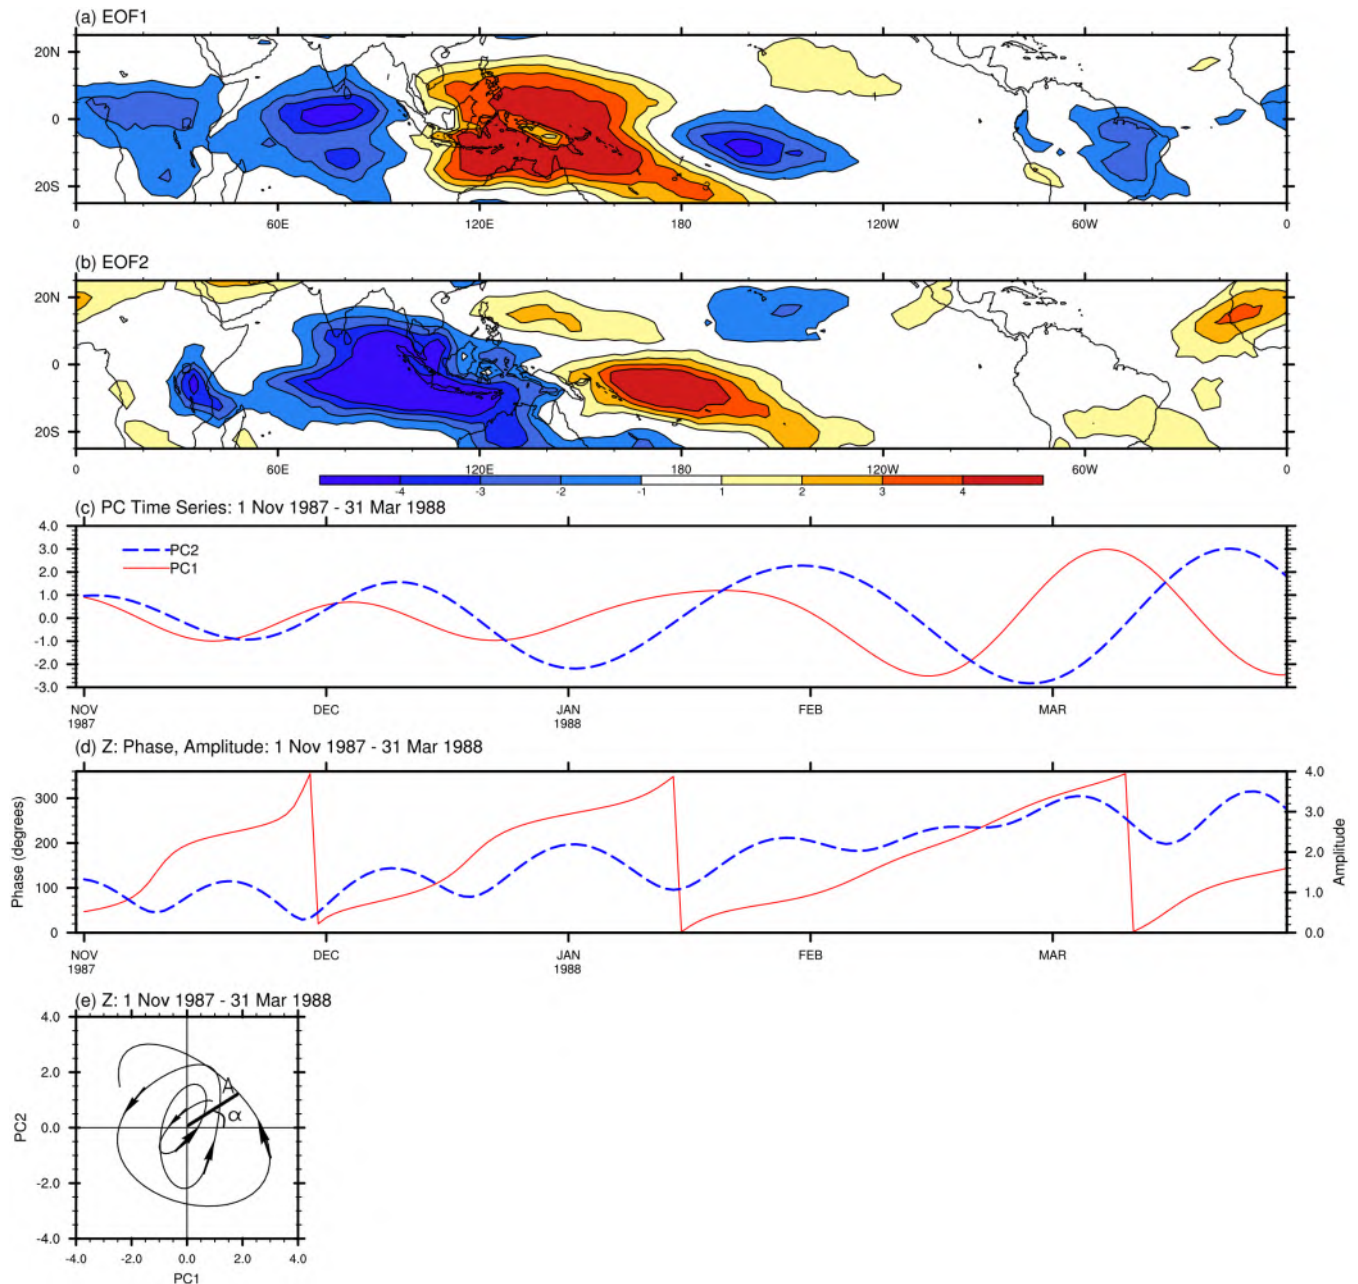 (a) EOF1
20N
0
20S
0 60E 120E 180 120W 60W 0
(b) EOF2
20N
0
20S
0 60E 120E 180 120W 60W 0
-4 -3 -2 -1 1 2 3 4
(c) PC Time Series: 1 Nov 1987 - 31 Mar 1988
4.0
3.0
2.0
1.0
0.0
-1.0
-2.0
-3.0
PC2
PC1
NOV DEC JAN FEB MAR
1987 1988
(d) Z: Phase, Amplitude: 1 Nov 1987 - 31 Mar 1988
Phase (degrees)
300
200
100
0
4.0
3.0
2.0
1.0
0.0
Amplitude
NOV DEC JAN FEB MAR
1987 1988
(e) Z: 1 Nov 1987 - 31 Mar 1988
PC2
4.0
2.0
0.0
-2.0
-4.0
A
α
-4.0 -2.0 0.0 2.0 4.0
PC1